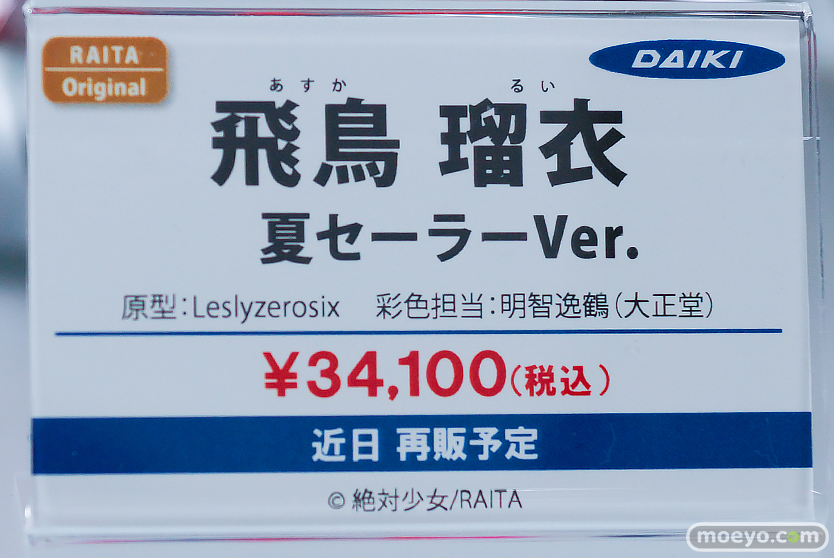 RAITA
Original
DAIKI
あすか るい
飛鳥 瑠衣
夏セーラーVer.
原型：Leslyzerosix 彩色担当：明智逸鶴（大正堂）
￥34,100（税込）
近日 再販予定
© 絶対少女/RAITA
moeyo.com